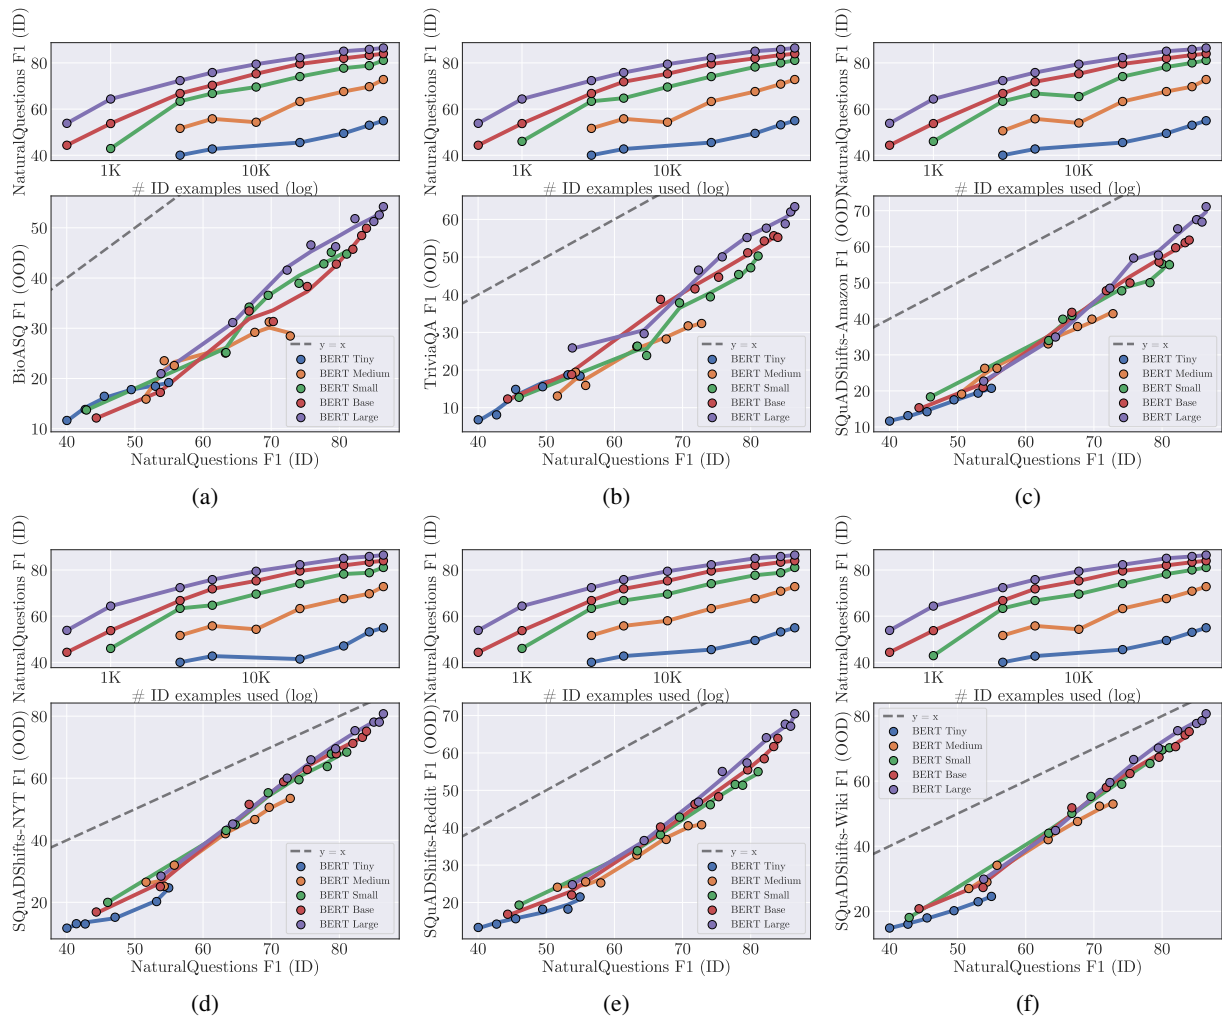 NaturalQuestions F1 (ID)
80
60
40
1K
10K
# ID examples used (log)
BioASQ F1 (OOD)
50
40
30
20
10
y = x
BERT Tiny
BERT Medium
BERT Small
BERT Base
BERT Large
40
50
60
70
80
NaturalQuestions F1 (ID)
(a)
NaturalQuestions F1 (ID)
80
60
40
1K
10K
# ID examples used (log)
TriviaQA F1 (OOD)
60
50
40
30
20
10
y = x
BERT Tiny
BERT Medium
BERT Small
BERT Base
BERT Large
40
50
60
70
80
NaturalQuestions F1 (ID)
(b)
NaturalQuestions F1 (ID)
80
60
40
1K
10K
# ID examples used (log)
SQuADShifts-Amazon F1 (OOD)
70
60
50
40
30
20
10
y = x
BERT Tiny
BERT Medium
BERT Small
BERT Base
BERT Large
40
50
60
70
80
NaturalQuestions F1 (ID)
(c)
NaturalQuestions F1 (ID)
80
60
40
1K
10K
# ID examples used (log)
SQuADShifts-NYT F1 (OOD)
80
60
40
20
y = x
BERT Tiny
BERT Medium
BERT Small
BERT Base
BERT Large
40
50
60
70
80
NaturalQuestions F1 (ID)
(d)
NaturalQuestions F1 (ID)
80
60
40
1K
10K
# ID examples used (log)
SQuADShifts-Reddit F1 (OOD)
70
60
50
40
30
20
10
y = x
BERT Tiny
BERT Medium
BERT Small
BERT Base
BERT Large
40
50
60
70
80
NaturalQuestions F1 (ID)
(e)
NaturalQuestions F1 (ID)
80
60
40
1K
10K
# ID examples used (log)
SQuADShifts-Wiki F1 (OOD)
80
60
40
20
y = x
BERT Tiny
BERT Medium
BERT Small
BERT Base
BERT Large
40
50
60
70
80
NaturalQuestions F1 (ID)
(f)